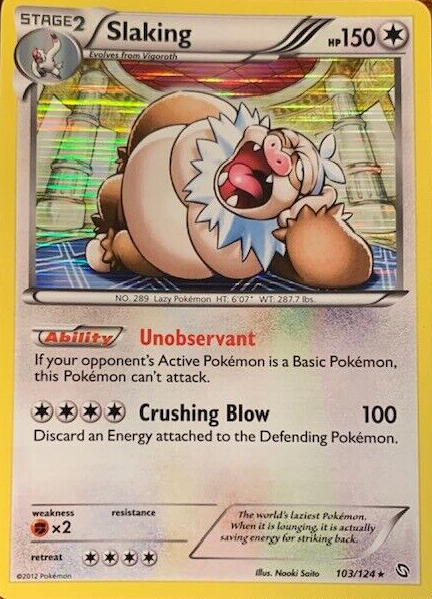 STAGE2
Slaking
HP150
Evolves from Vigoroth
NO. 289 Lazy Pokémon HT: 6'07" WT: 287.7 lbs.
Ability Unobservant
If your opponent's Active Pokémon is a Basic Pokémon,
this Pokémon can't attack.
Crushing Blow 100
Discard an Energy attached to the Defending Pokémon.
weakness resistance
×2
retreat
The world's laziest Pokémon.
When it is lounging, it is actually
saving energy for striking back.
©2012 Pokémon
Illus. Naoki Saito 103/124